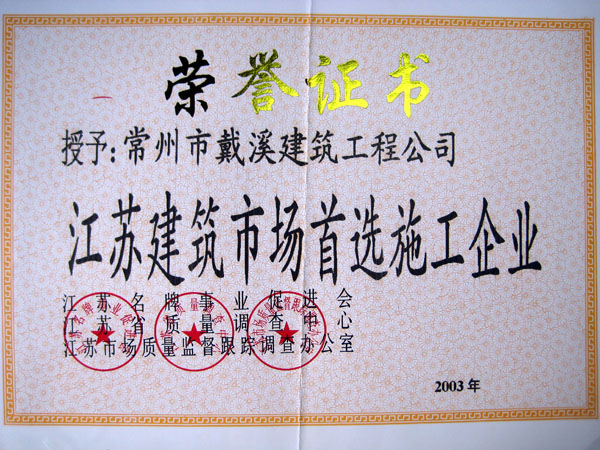 荣誉证书
授予:常州市戴溪建筑工程公司
江苏建筑市场首选施工企业
江苏名牌事业促进会
江苏省质量调查中心
江苏市场质量监督跟踪调查办公室
2003年